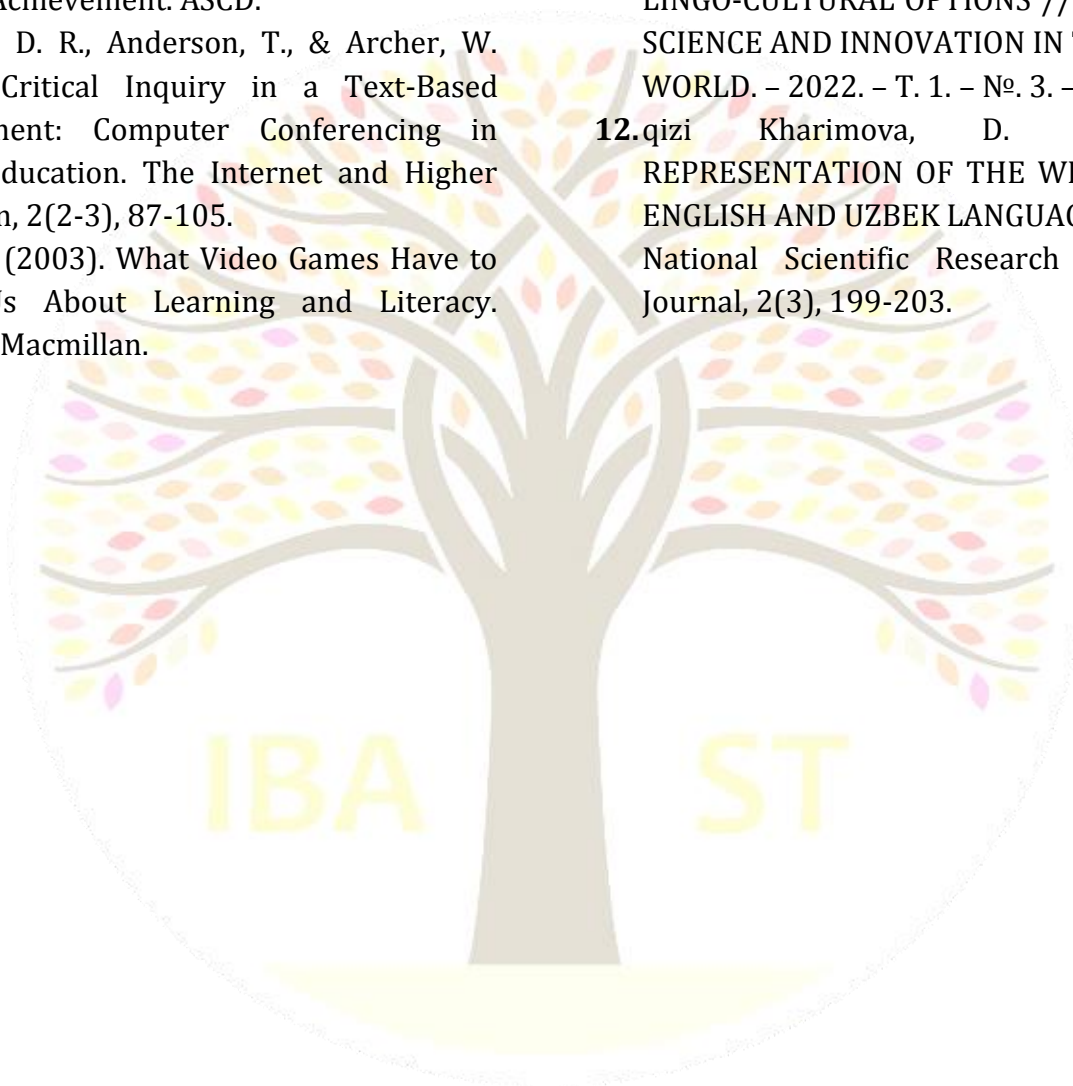 Achievement. ASCD.
D. R., Anderson, T., & Archer, W.
Critical Inquiry in a Text-Based
ment: Computer Conferencing in
ducation. The Internet and Higher
n, 2(2-3), 87-105.
(2003). What Video Games Have to
Us About Learning and Literacy.
Macmillan.
LINGO-CULTURAL OPTIONS //
SCIENCE AND INNOVATION IN
WORLD. – 2022. – Т. 1. – №. 3. –
12. qizi Kharimova, D.
REPRESENTATION OF THE
ENGLISH AND UZBEK
National Scientific Research
Journal, 2(3), 199-203.
IBA ST